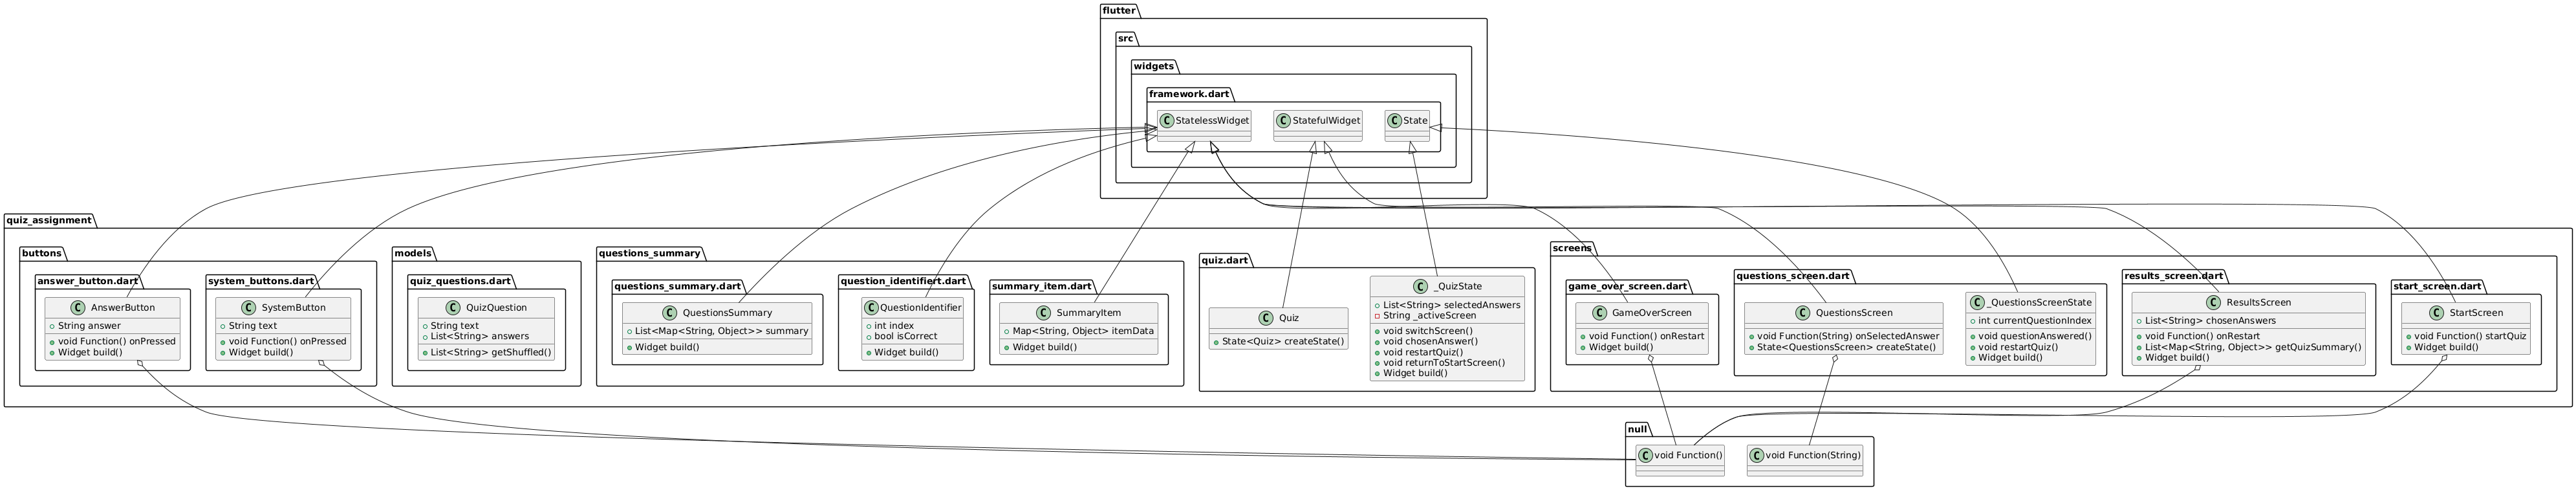 flutter
src
widgets
framework.dart
C StatelessWidget
C StatefulWidget
C State
quiz_assignment
buttons
answer_button.dart
C AnswerButton
String answer
void Function() onPressed
Widget build()
system_buttons.dart
C SystemButton
String text
void Function() onPressed
Widget build()
models
quiz_questions.dart
C QuizQuestion
String text
List<String> answers
List<String> getShuffled()
questions_summary
questions_summary.dart
C QuestionsSummary
List<Map<String, Object>> summary
Widget build()
question_identifiert.dart
C QuestionIdentifier
int index
bool isCorrect
Widget build()
summary_item.dart
C SummaryItem
Map<String, Object> itemData
Widget build()
quiz.dart
C Quiz
State<Quiz> createState()
C _QuizState
List<String> selectedAnswers
String _activeScreen
void switchScreen()
void chosenAnswer()
void restartQuiz()
void returnToStartScreen()
Widget build()
screens
game_over_screen.dart
C GameOverScreen
void Function() onRestart
Widget build()
questions_screen.dart
C QuestionsScreen
void Function(String) onSelectedAnswer
State<QuestionsScreen> createState()
C _QuestionsScreenState
int currentQuestionIndex
void questionAnswered()
void restartQuiz()
Widget build()
results_screen.dart
C ResultsScreen
List<String> chosenAnswers
void Function() onRestart
List<Map<String, Object>> getQuizSummary()
Widget build()
start_screen.dart
C StartScreen
void Function() startQuiz
Widget build()
null
C void Function()
C void Function(String)